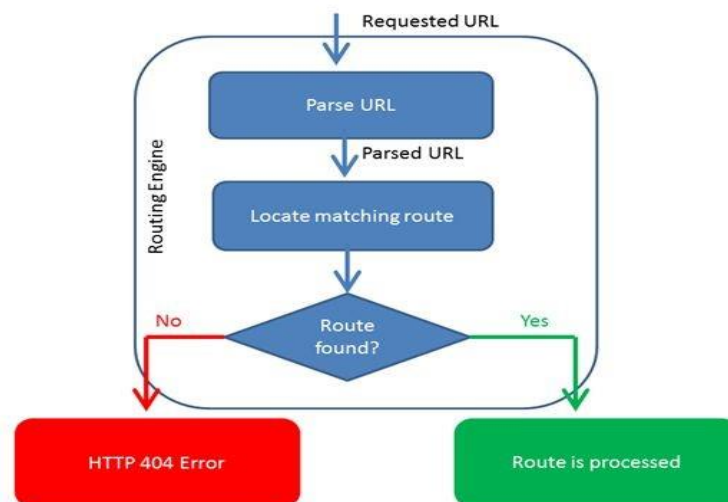 Requested URL
Parse URL
Parsed URL
Routing Engine
Locate matching route
Route
found?
No
Yes
HTTP 404 Error
Route is processed